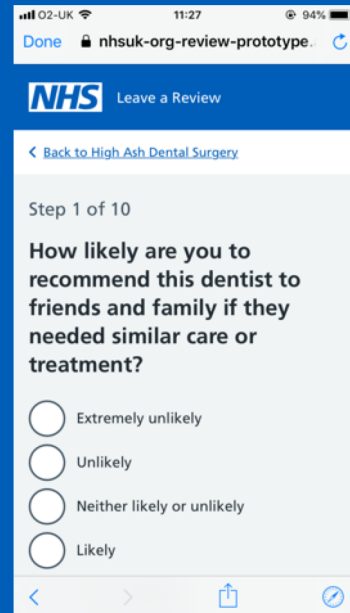 O2-UK 11:27 94%
Done nhsuk-org-review-prototype.
NHS Leave a Review
Back to High Ash Dental Surgery
Step 1 of 10
How likely are you to
recommend this dentist to
friends and family if they
needed similar care or
treatment?
Extremely unlikely
Unlikely
Neither likely or unlikely
Likely